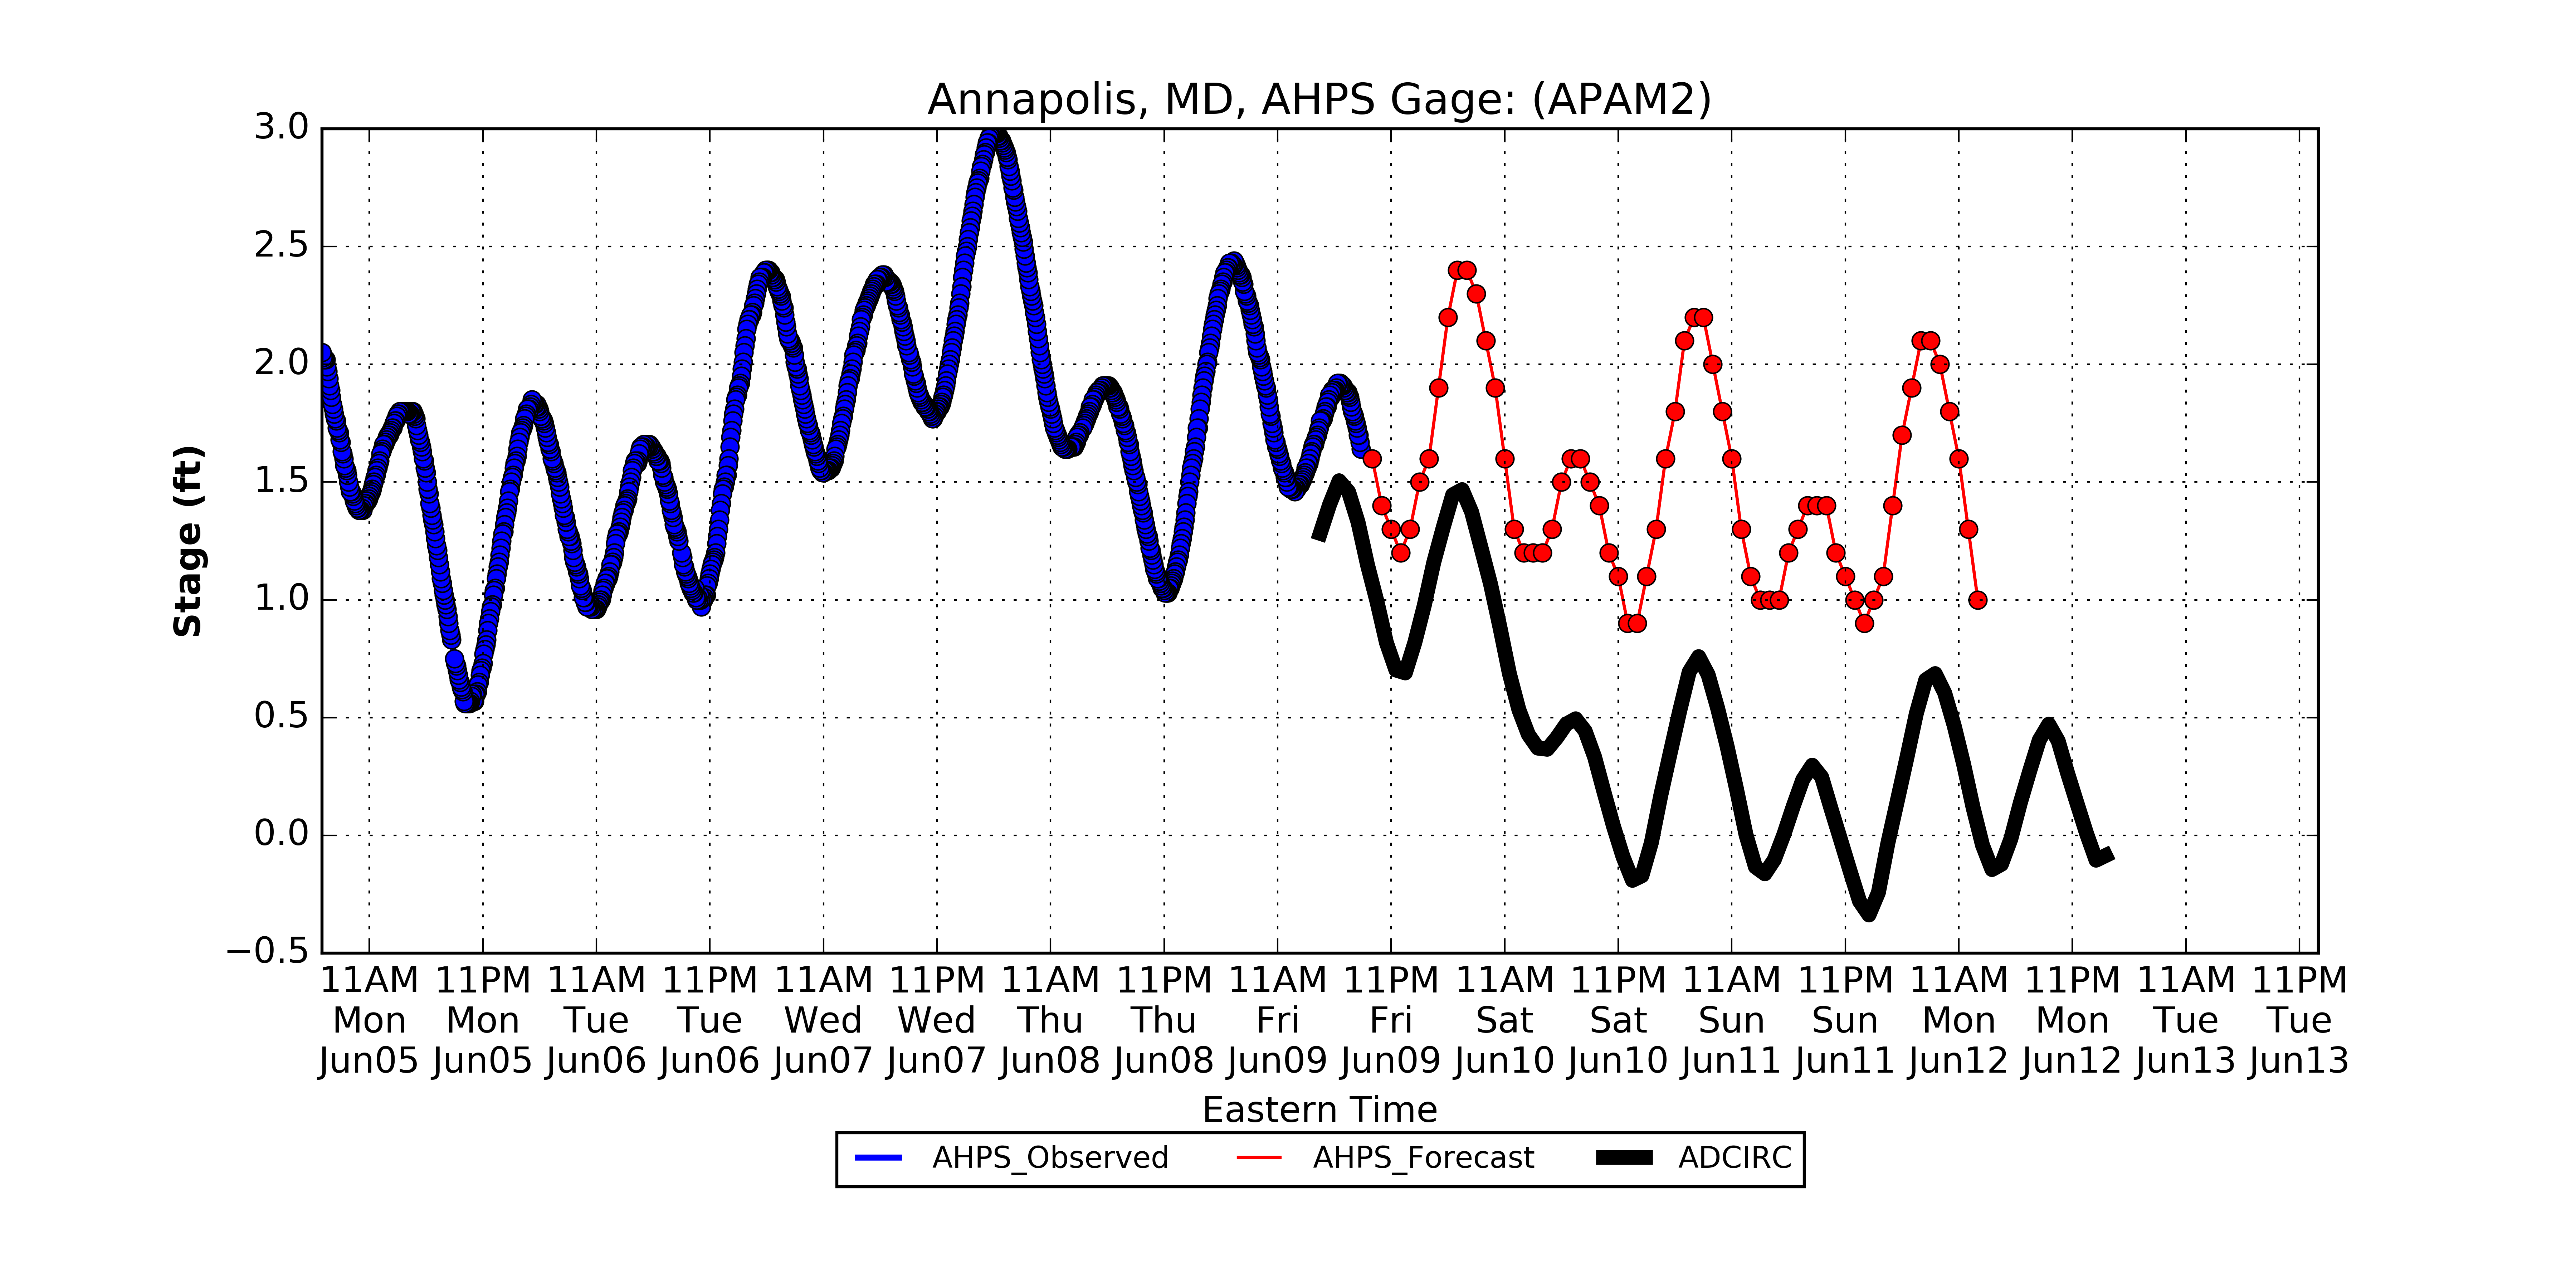 Annapolis, MD, AHPS Gage: (APAM2)
Stage (ft)
3.0
2.5
2.0
1.5
1.0
0.5
0.0
−0.5
11AM 11PM 11AM 11PM 11AM 11PM 11AM 11PM 11AM 11PM 11AM 11PM 11AM 11PM 11AM 11PM 11AM 11PM
Mon Mon Tue Tue Wed Wed Thu Thu Fri Fri Sat Sat Sun Sun Mon Mon Tue Tue
Jun05 Jun05 Jun06 Jun06 Jun07 Jun07 Jun08 Jun08 Jun09 Jun09 Jun10 Jun10 Jun11 Jun11 Jun12 Jun12 Jun13 Jun13
Eastern Time
AHPS_Observed AHPS_Forecast ADCIRC